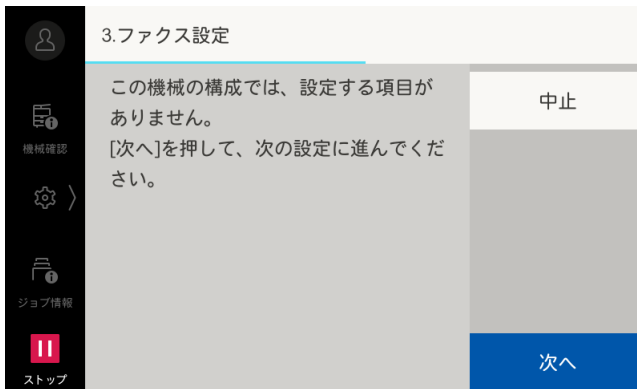 3.ファクス設定
この機械の構成では、設定する項目が
ありません。
[次へ]を押して、次の設定に進んでくだ
さい。
中止
次へ
機械確認
ジョブ情報
ストップ